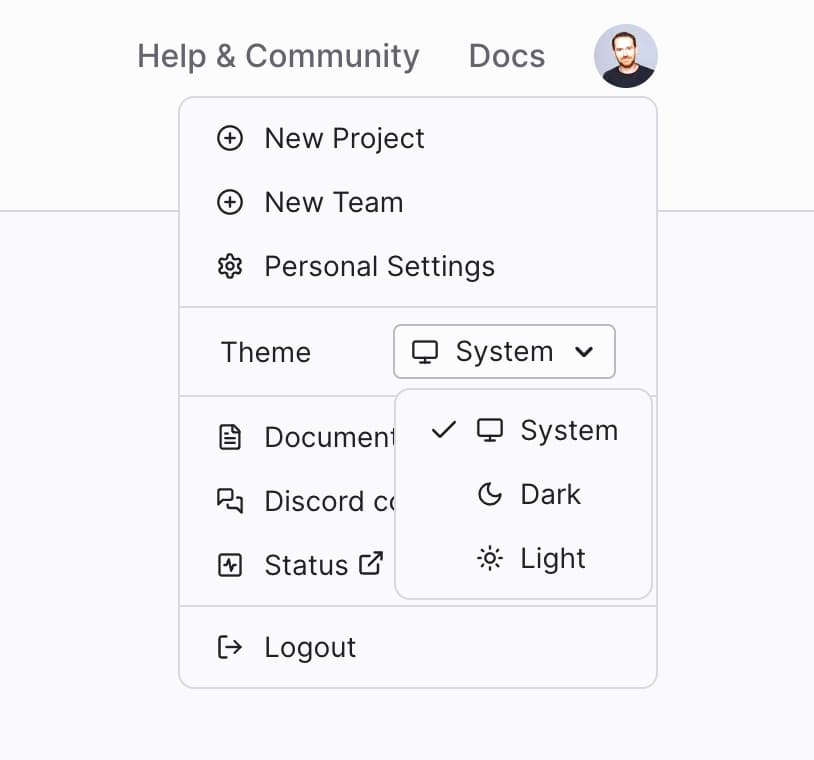 Help & Community Docs
New Project
New Team
Personal Settings
Theme System
System
Dark
Light
Document
Discord
Status
Logout